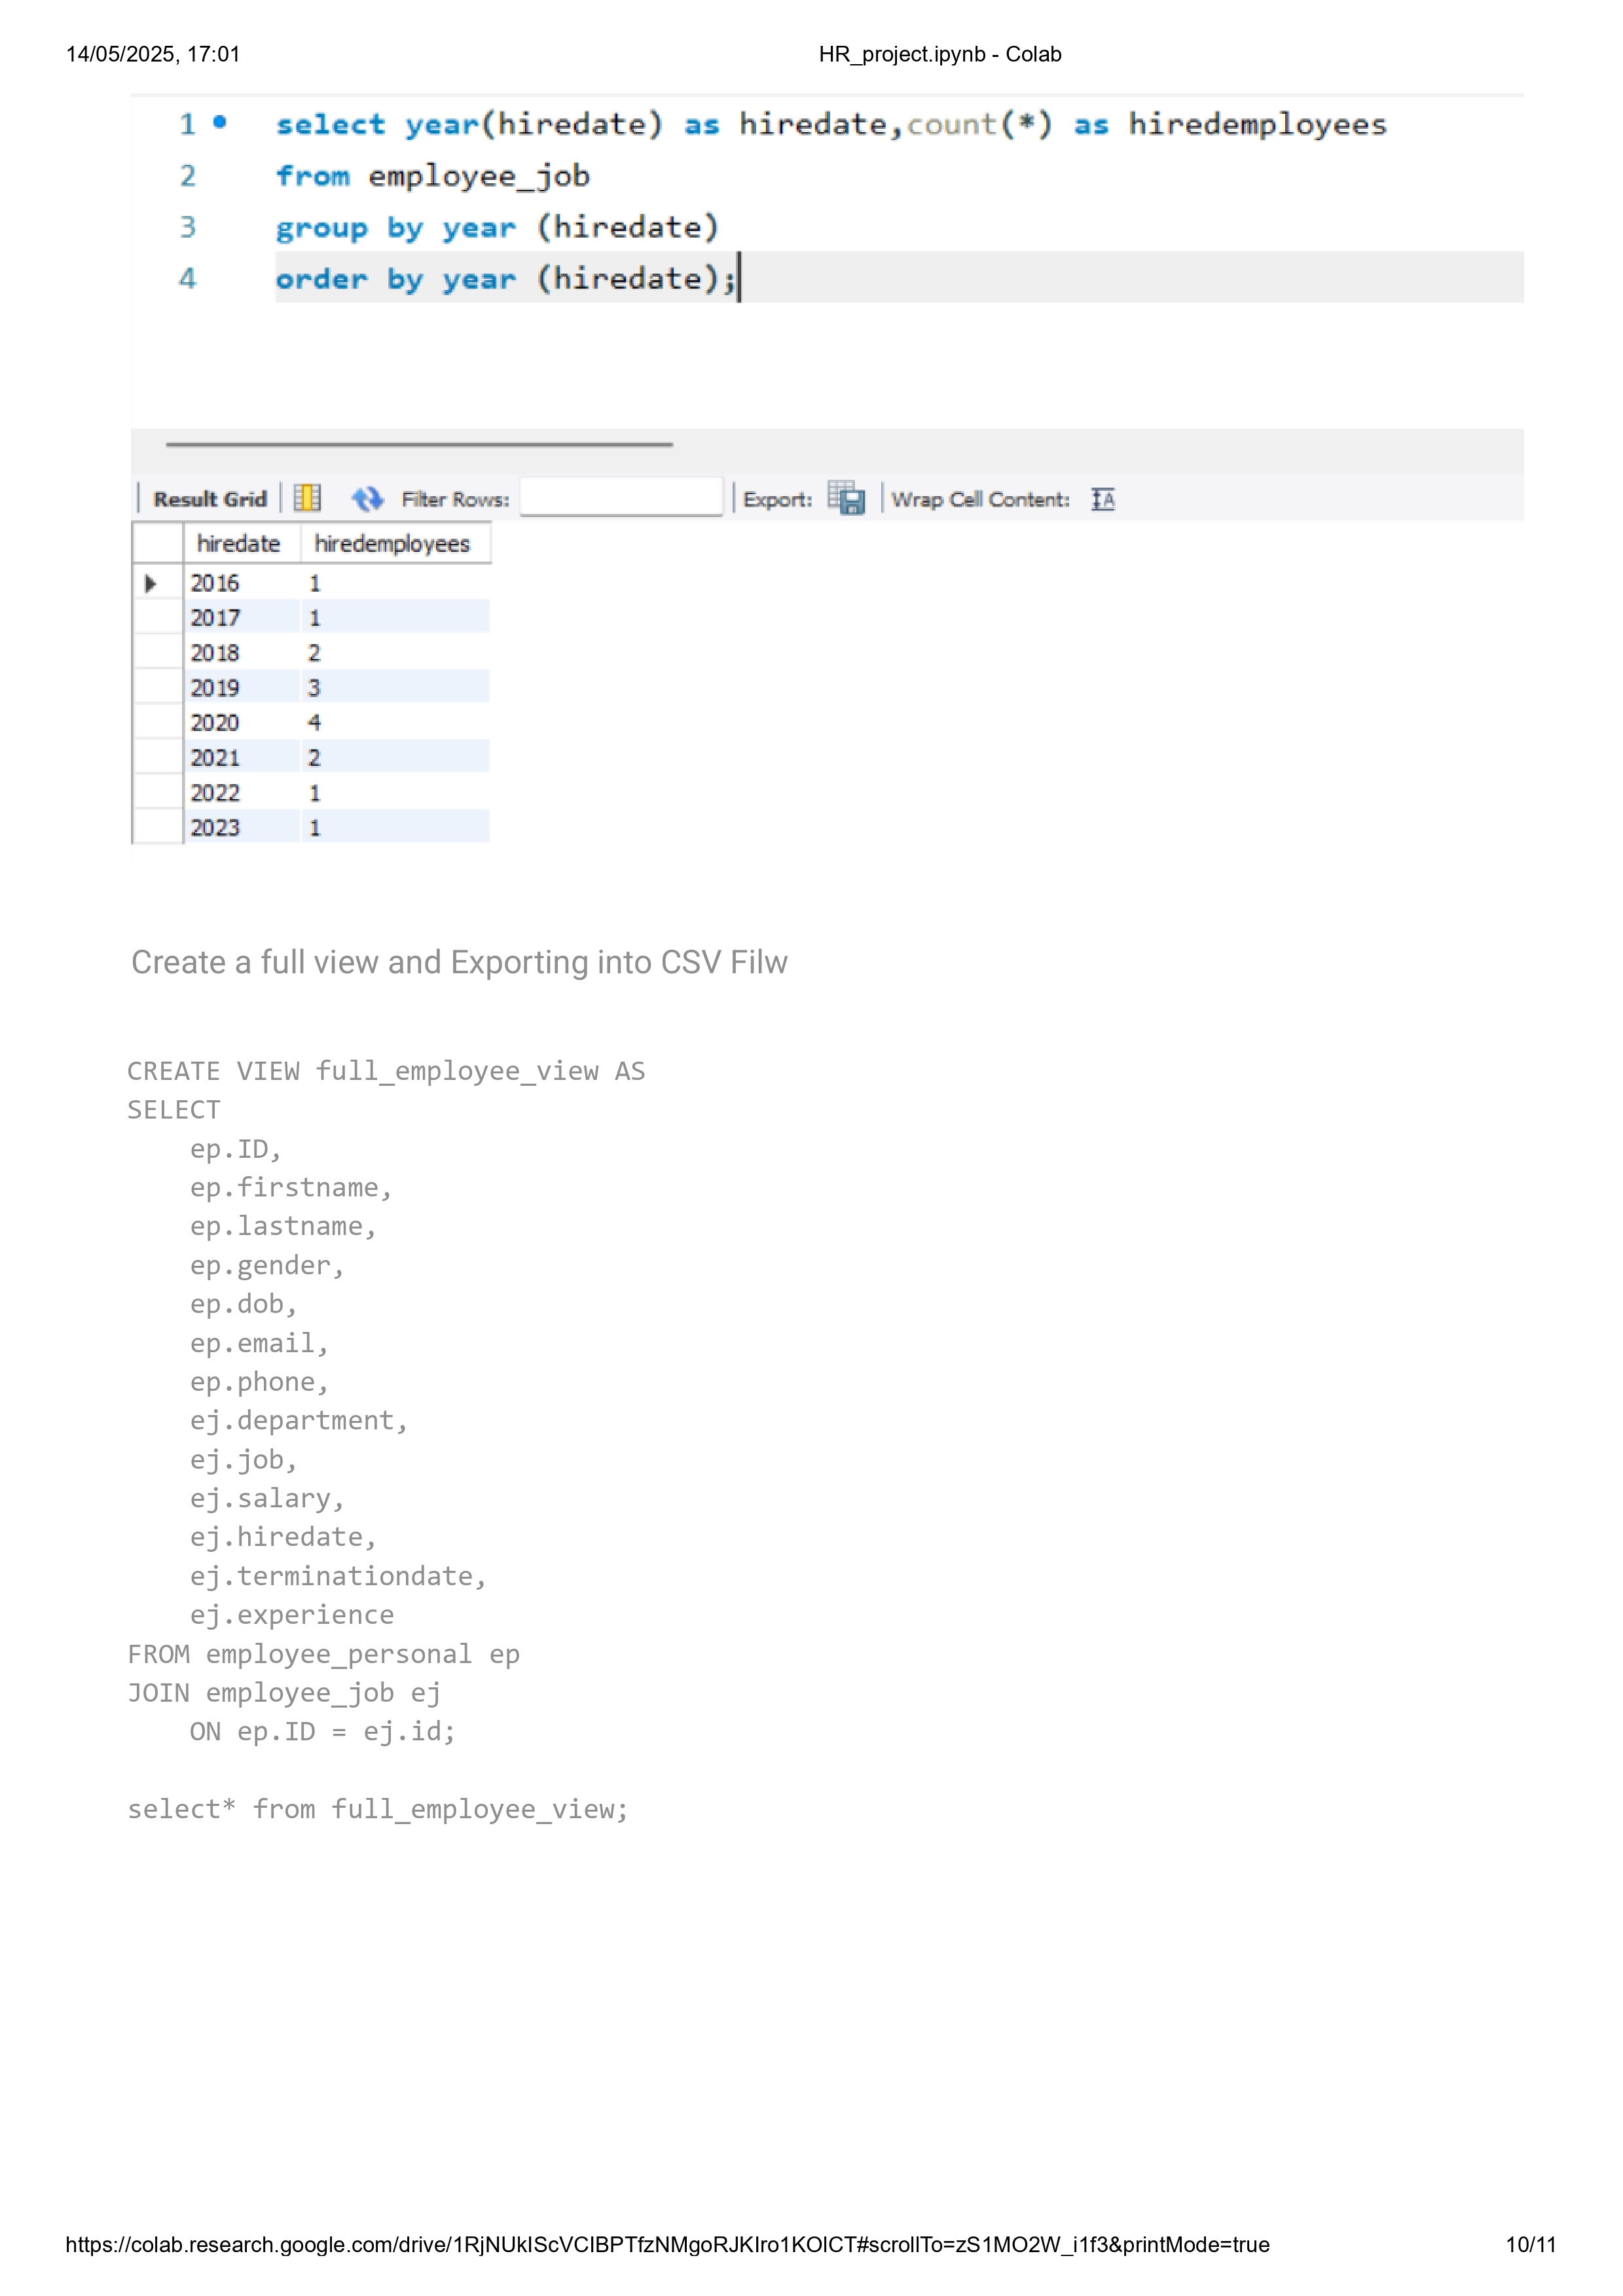 14/05/2025, 17:01 HR_project.ipynb - Colab
1 select year(hiredate) as hiredate,count(*) as hiredemployees
2 from employee_job
3 group by year (hiredate)
4 order by year (hiredate);
Result Grid Filter Rows: Export: Wrap Cell Content:
hiredate hiredemployees
2016 1
2017 1
2018 2
2019 3
2020 4
2021 2
2022 1
2023 1
Create a full view and Exporting into CSV Filw
CREATE VIEW full_employee_view AS
SELECT
ep.ID,
ep.firstname,
ep.lastname,
ep.gender,
ep.dob,
ep.email,
ep.phone,
ej.department,
ej.job,
ej.salary,
ej.hiredate,
ej.terminationdate,
ej.experience
FROM employee_personal ep
JOIN employee_job ej
ON ep.ID = ej.id;
select* from full_employee_view;
https://colab.research.google.com/drive/1RjNUkIScVCIBPTfzNMgoRJKIro1KOICT#scrollTo=zS1MO2W_i1f3&printMode=true 10/11